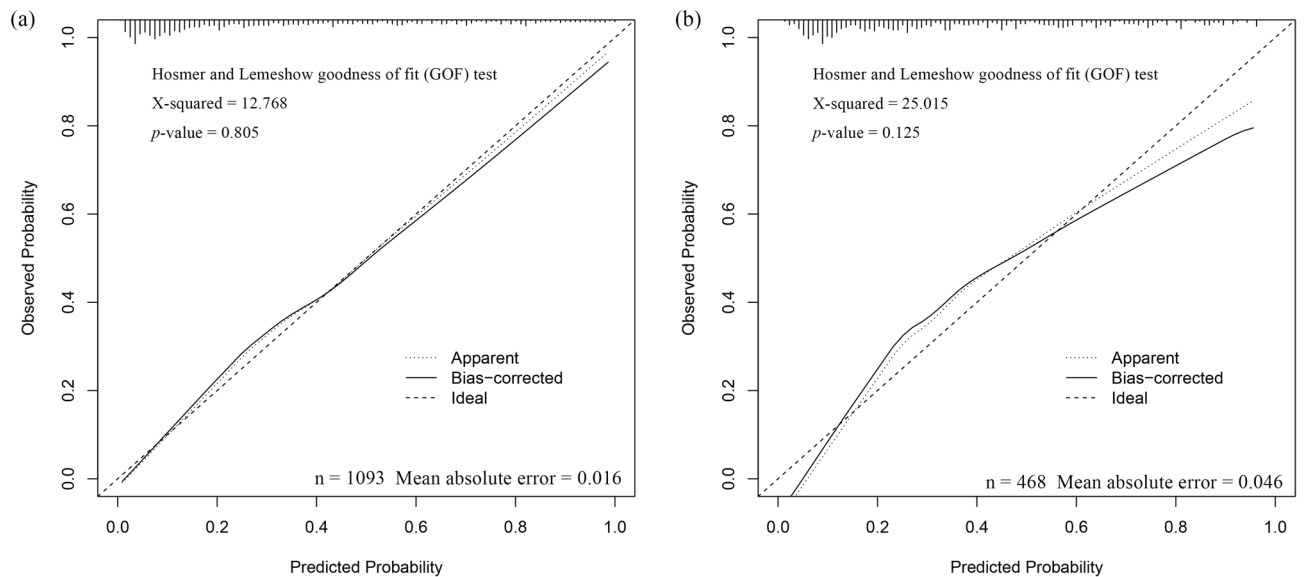 (a)
Hosmer and Lemeshow goodness of fit (GOF) test
X-squared = 12.768
p-value = 0.805
Observed Probability
1.0
0.8
0.6
0.4
0.2
0.0
Apparent
Bias−corrected
Ideal
n = 1093 Mean absolute error = 0.016
0.0 0.2 0.4 0.6 0.8 1.0
Predicted Probability
(b)
Hosmer and Lemeshow goodness of fit (GOF) test
X-squared = 25.015
p-value = 0.125
Observed Probability
1.0
0.8
0.6
0.4
0.2
0.0
Apparent
Bias−corrected
Ideal
n = 468 Mean absolute error = 0.046
0.0 0.2 0.4 0.6 0.8 1.0
Predicted Probability